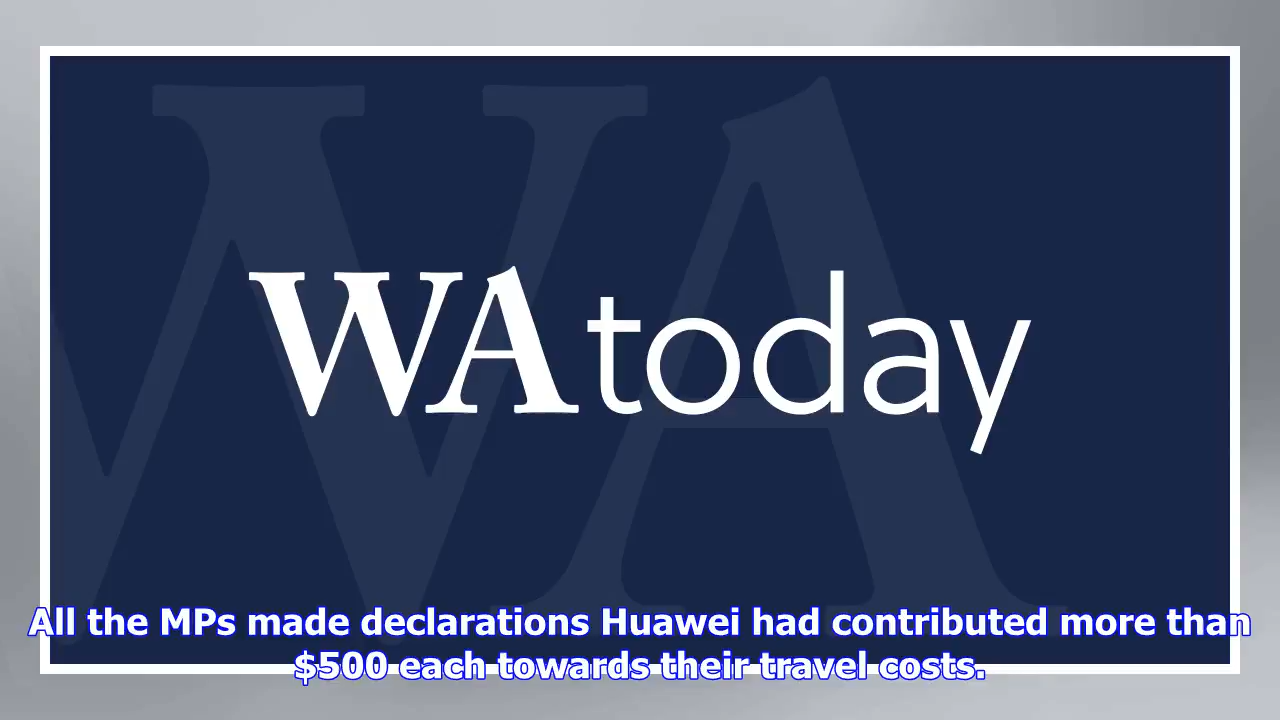 WAtoday
All the MPs made declarations Huawei had contributed more than
$500 each towards their travel costs.